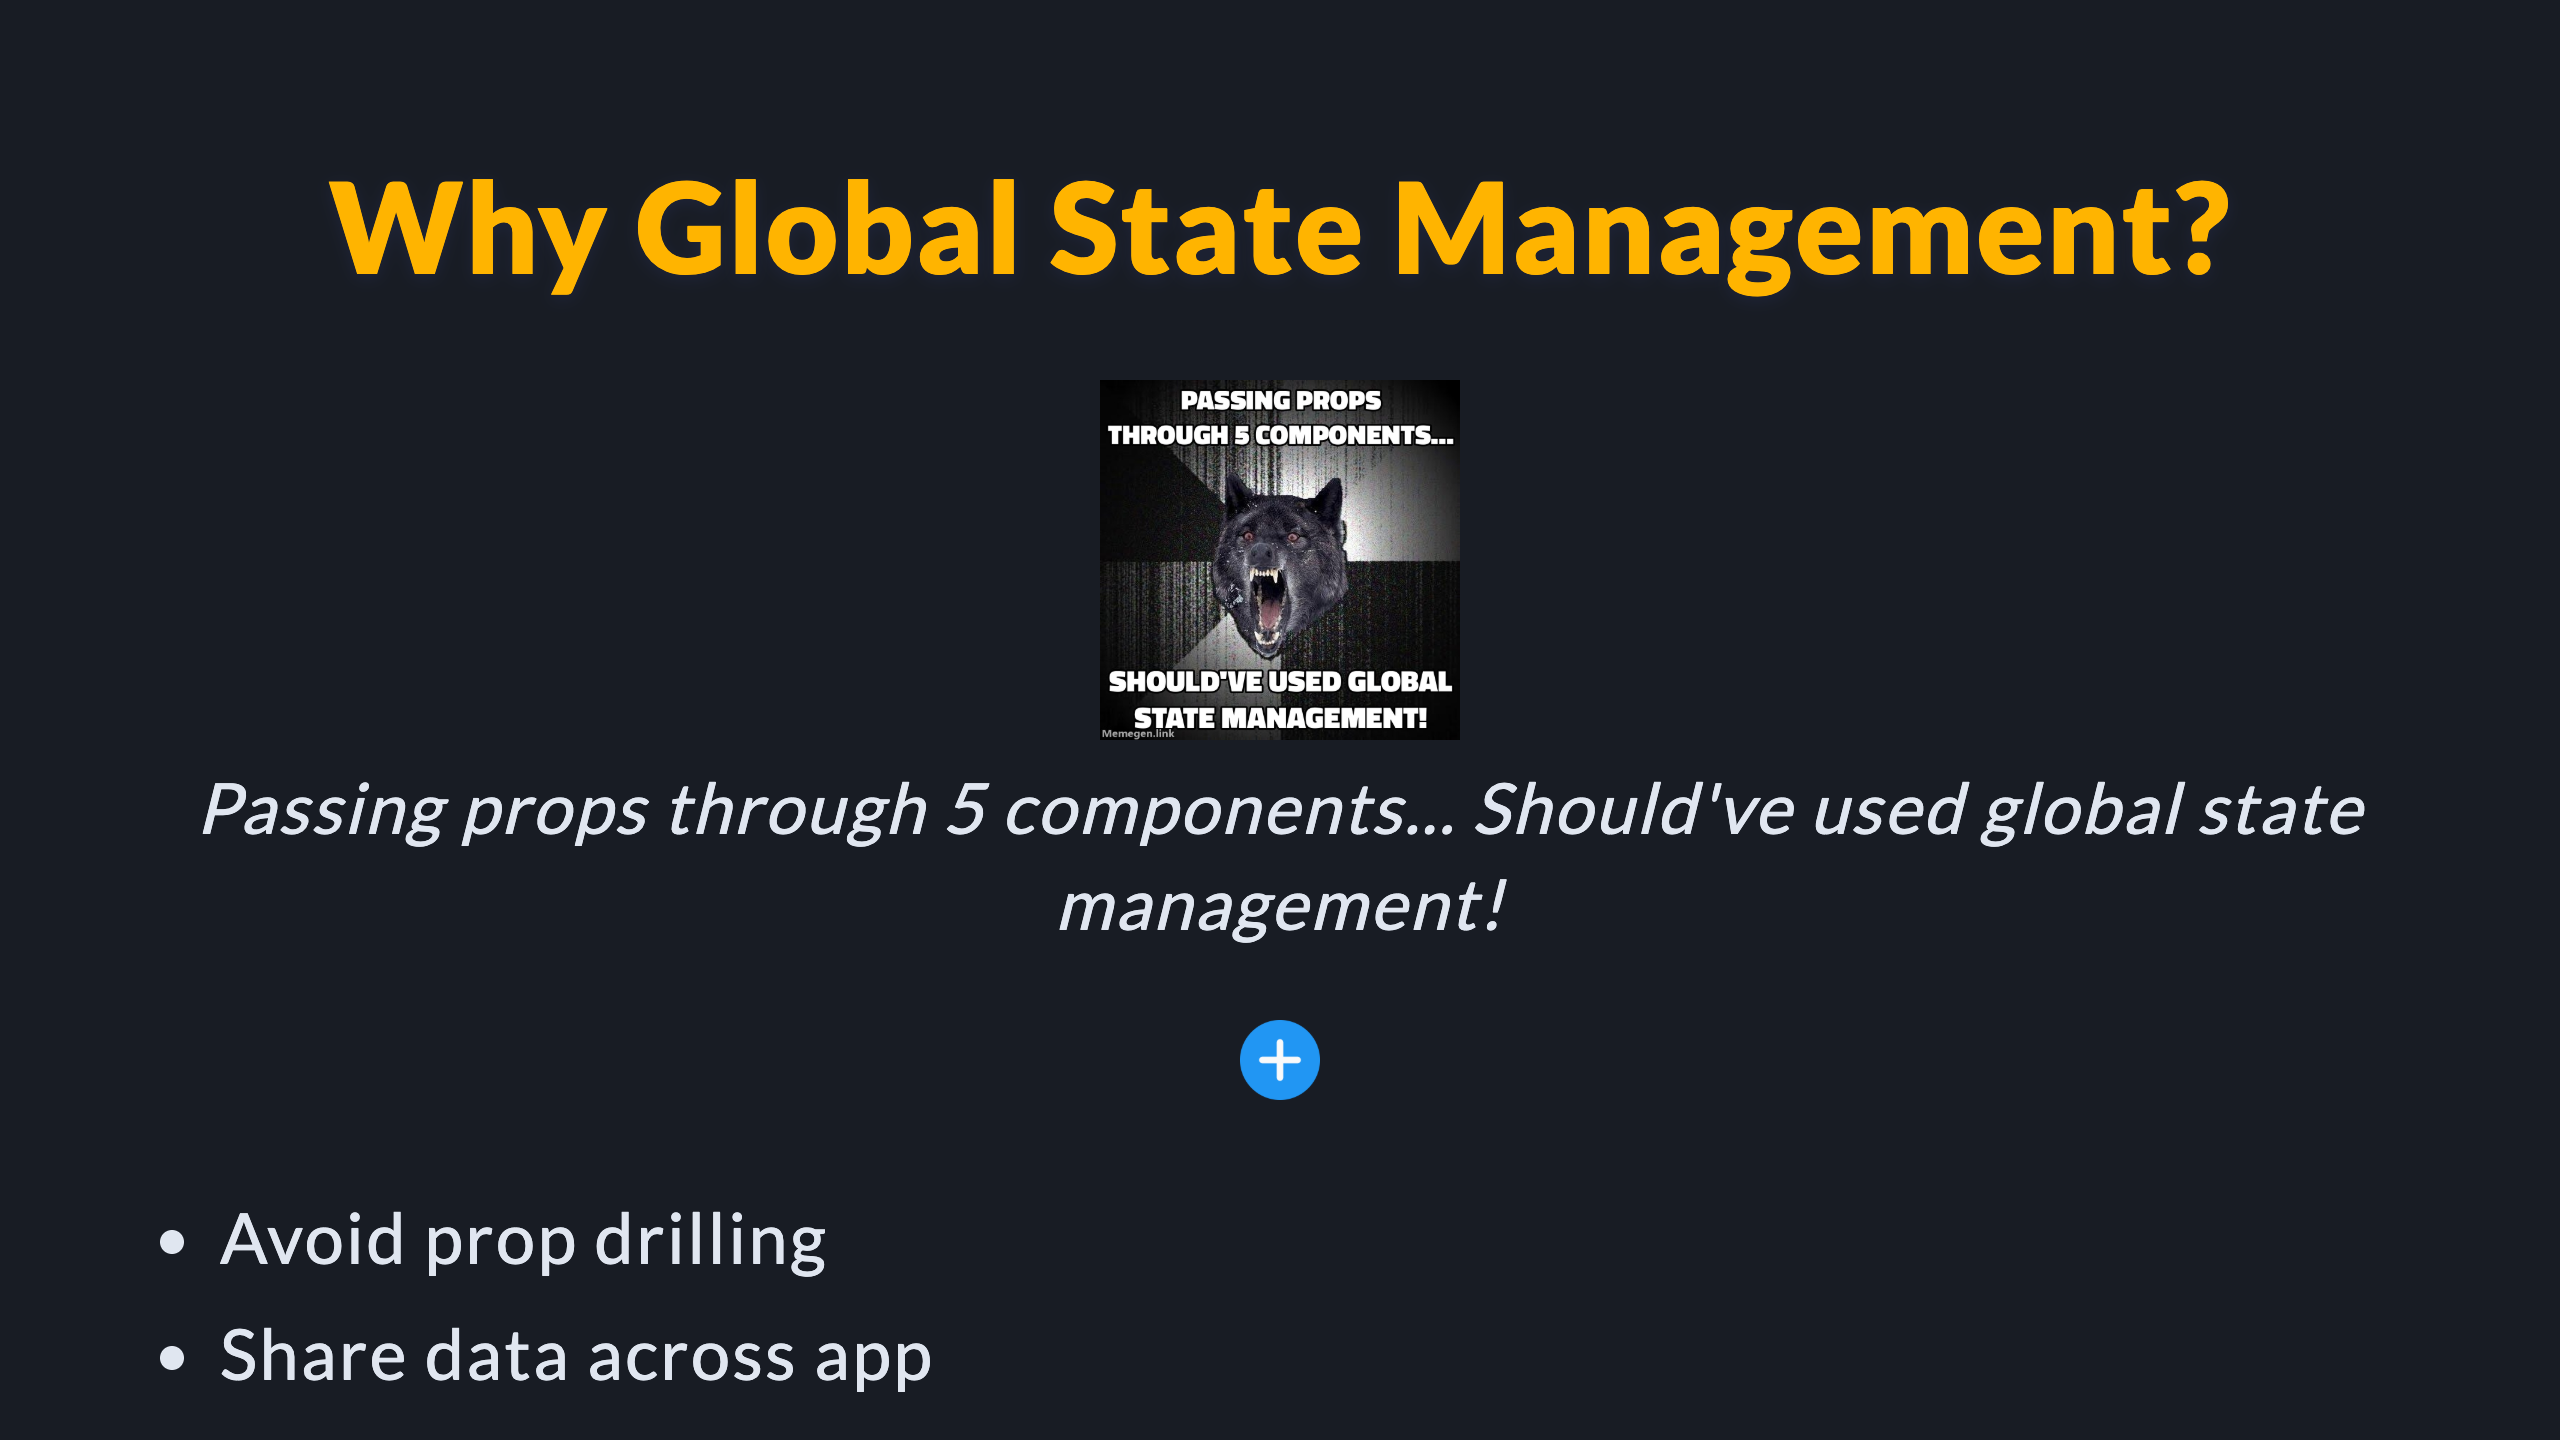 Why Global State Management?
PASSING PROPS
THROUGH 5 COMPONENTS...
SHOULD'VE USED GLOBAL
STATE MANAGEMENT!
Memegen.link
Passing props through 5 components... Should've used global state
management!
• Avoid prop drilling
• Share data across app